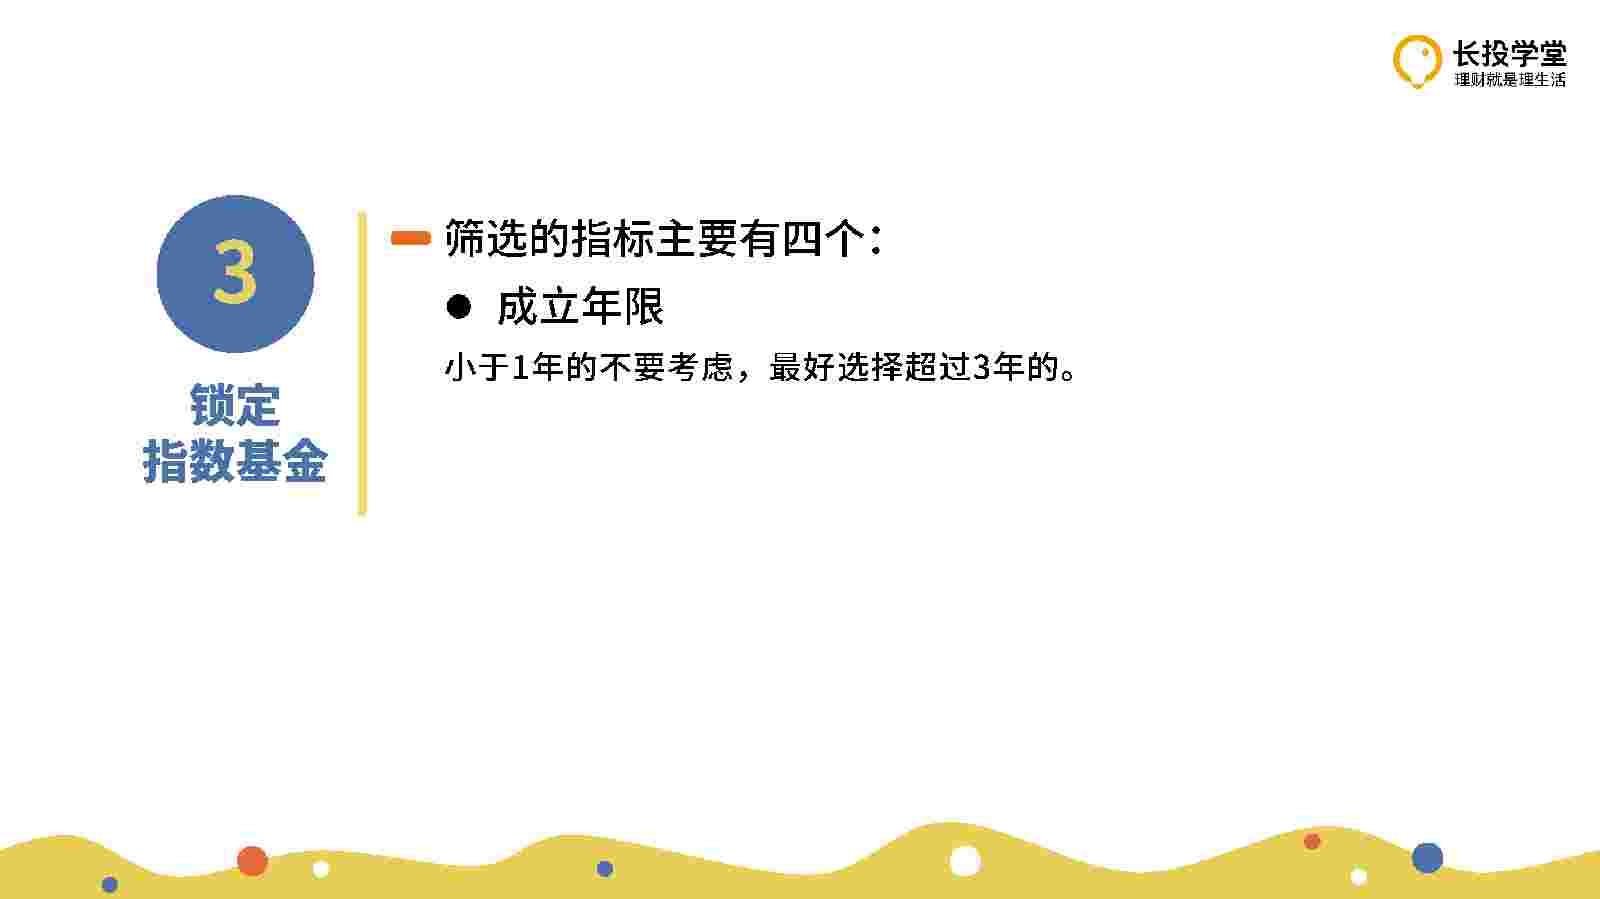 长投学堂
理财就是理生活
3
锁定
指数基金
筛选的指标主要有四个：
● 成立年限
小于1年的不要考虑，最好选择超过3年的。